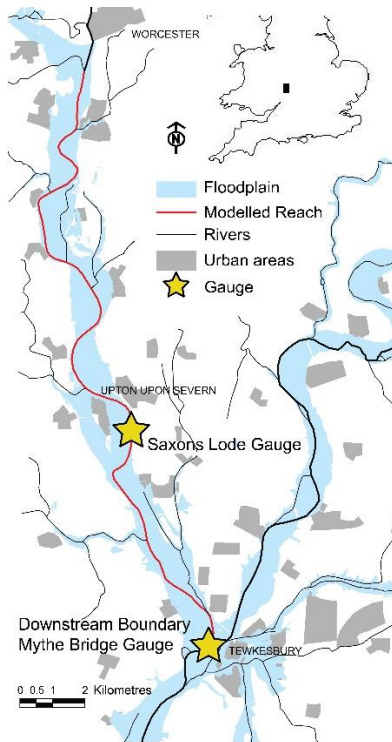 WORCESTER
N
Floodplain
Modelled Reach
Rivers
Urban areas
Gauge
UPTON UPON SEVERN
Saxons Lode Gauge
Downstream Boundary
Mythe Bridge Gauge
TEWKESBURY
0 0.5 1 2 Kilometres